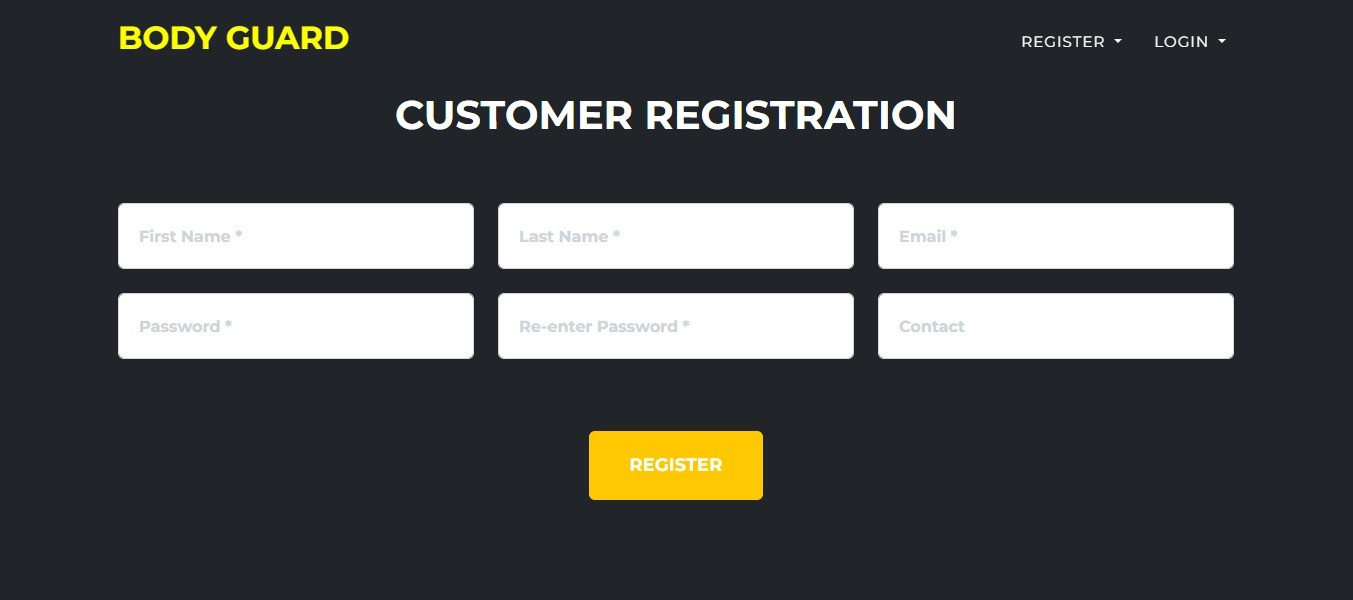 BODY GUARD
REGISTER
LOGIN
CUSTOMER REGISTRATION
First Name *
Last Name *
Email *
Password *
Re-enter Password *
Contact
REGISTER